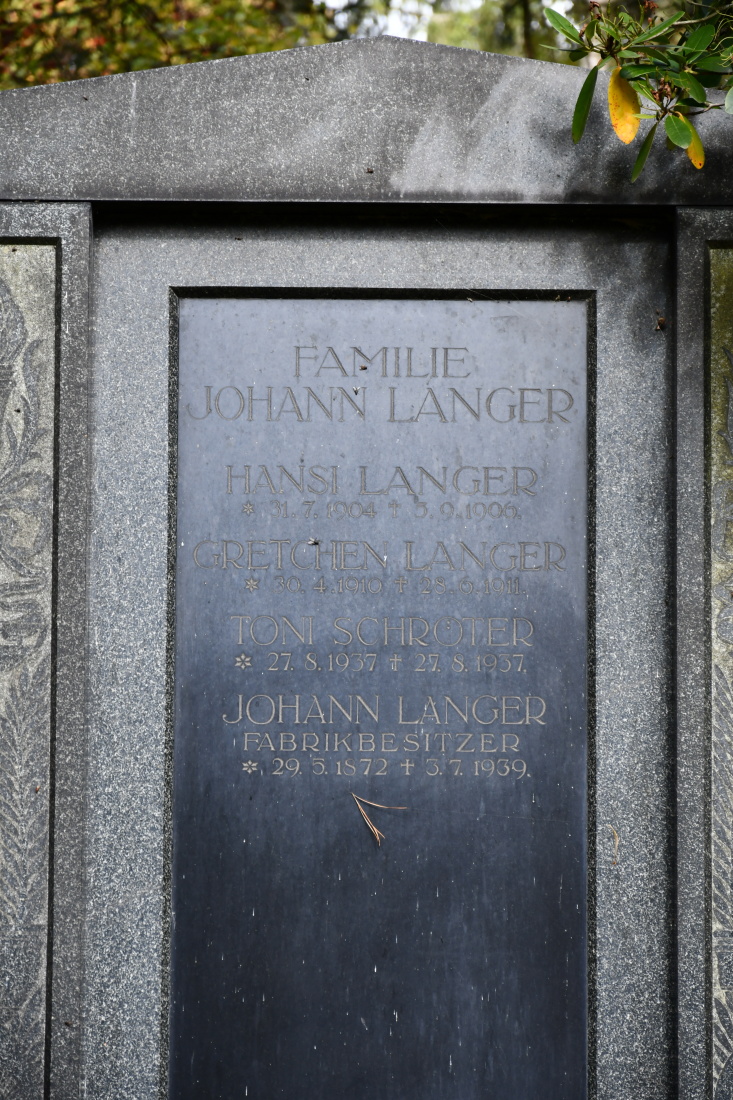 FAMILIE
JOHANN LANGER
HANSI LANGER
* 31.7.1904 † 5.9.1906.
GRETCHEN LANGER
* 30.4.1910 † 28.6.1911.
TONI SCHRÖTER
* 27.8.1937 † 27.8.1937.
JOHANN LANGER
FABRIKBESITZER
* 29.5.1872 † 3.7.1939.